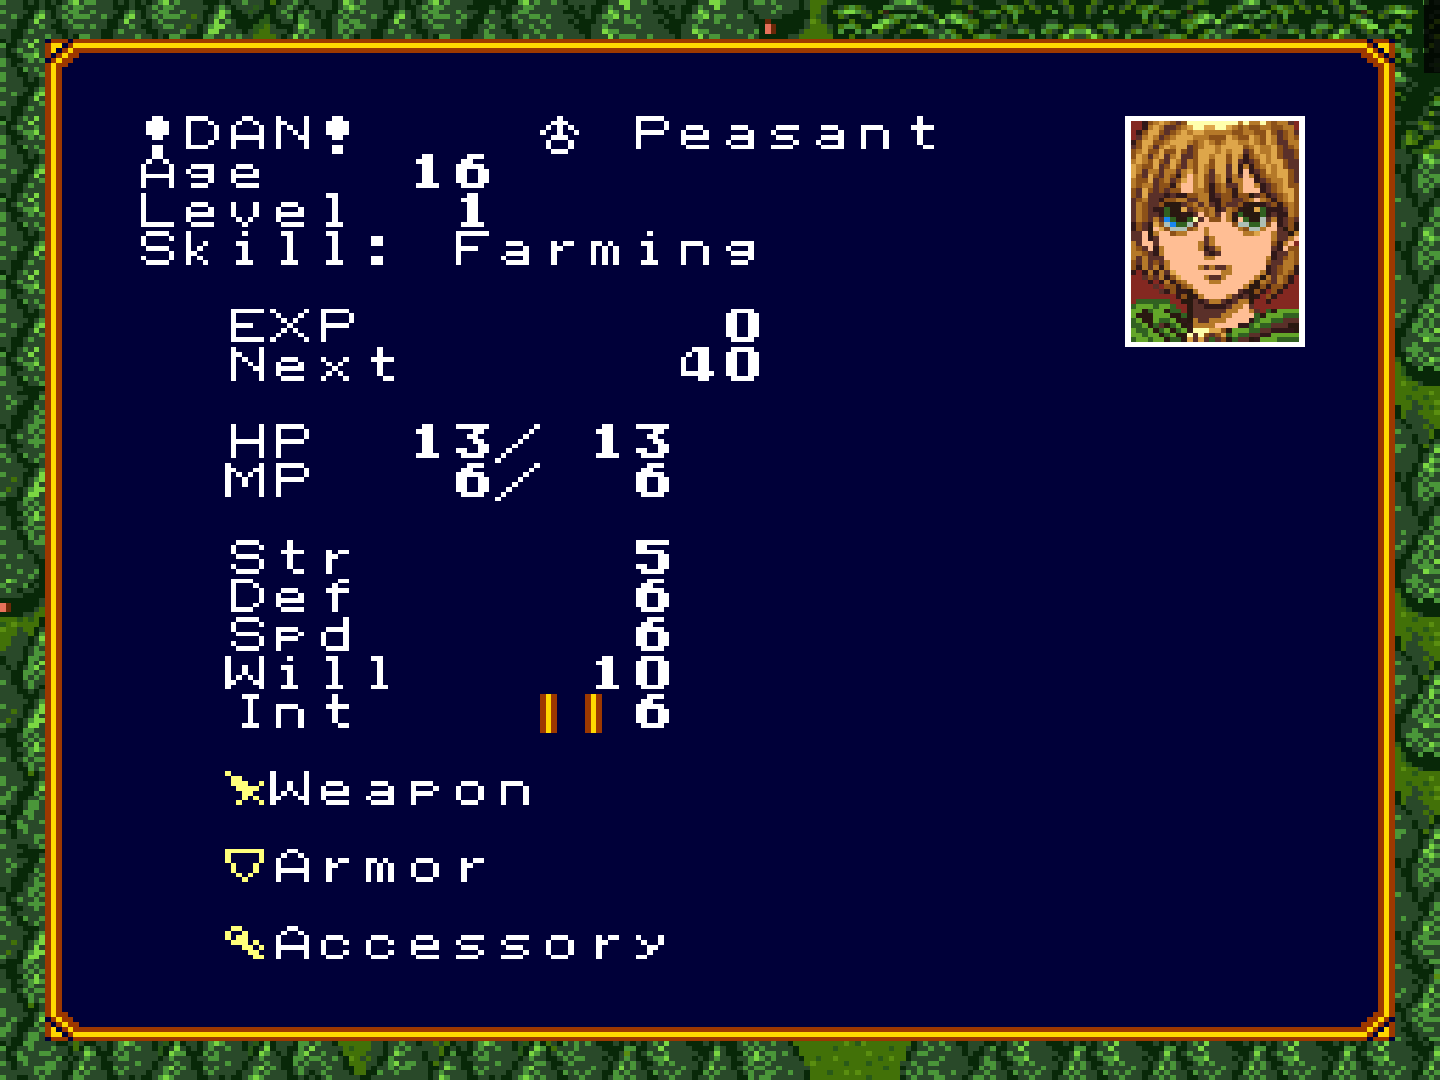 !DAN! ♂ Peasant
Age 16
Level 1
Skill: Farming
EXP 0
Next 40
HP 13/ 13
MP 6/ 6
Str 5
Def 6
Spd 6
Will 10
Int 6
Weapon
Armor
Accessory